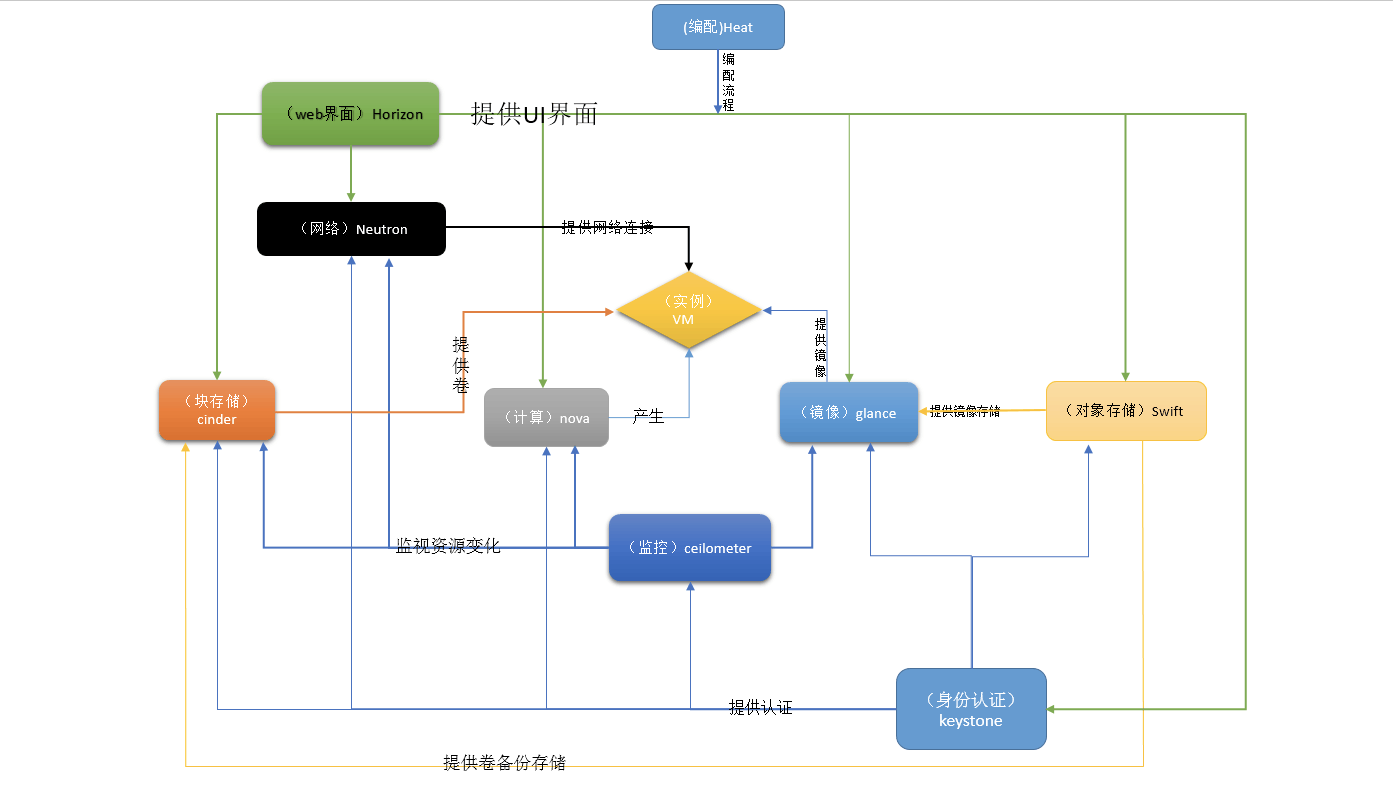 (编配)Heat
编
配
流
程
（web界面）Horizon
提供UI界面
（网络）Neutron
提供网络连接
（实例）
VM
提
供
镜
像
提
供
卷
（块存储）
cinder
（计算）nova
产生
（镜像）glance
提供镜像存储
（对象存储）Swift
监视资源变化
（监控）ceilometer
（身份认证）
keystone
提供认证
提供卷备份存储